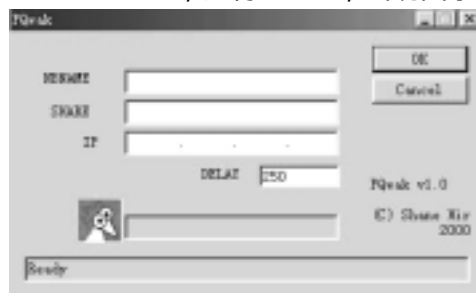 PQwak
OK
NBNAME
Cancel
SHARE
IP
DELAY 250
PQwak v1.0
(C) Shane Hir
2000
Ready